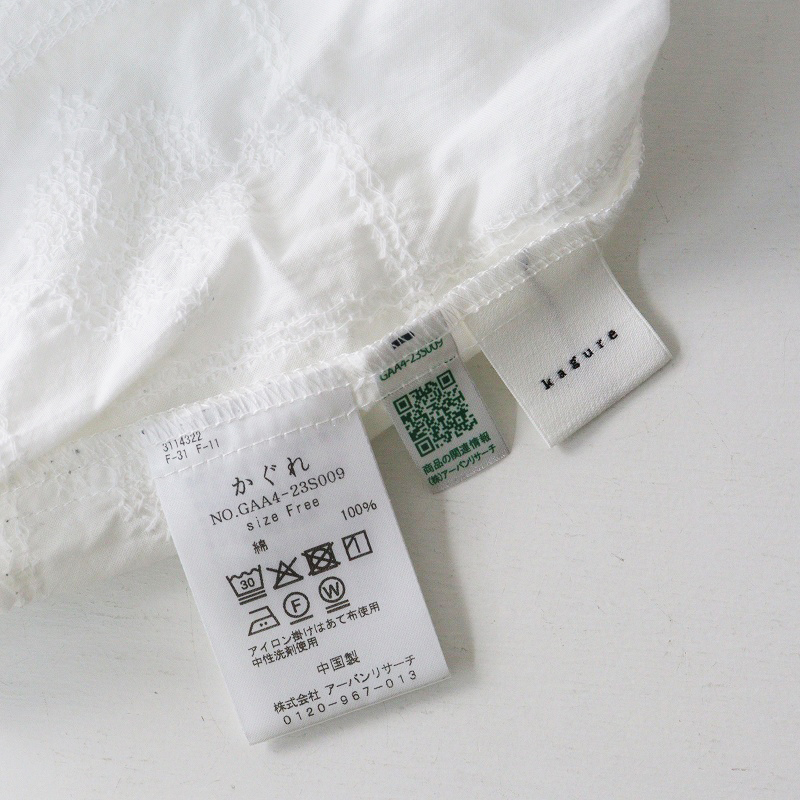 3114322
F-31 F-11
かぐれ
NO.GAA4-23S009
size Free
綿 100%
30
F W
アイロン掛けはあて布使用
中性洗剤使用
中国製
株式会社 アーバンリサーチ
0120-967-013
GAA4-23S009
商品の関連情報
(株)アーバンリサーチ
kagure